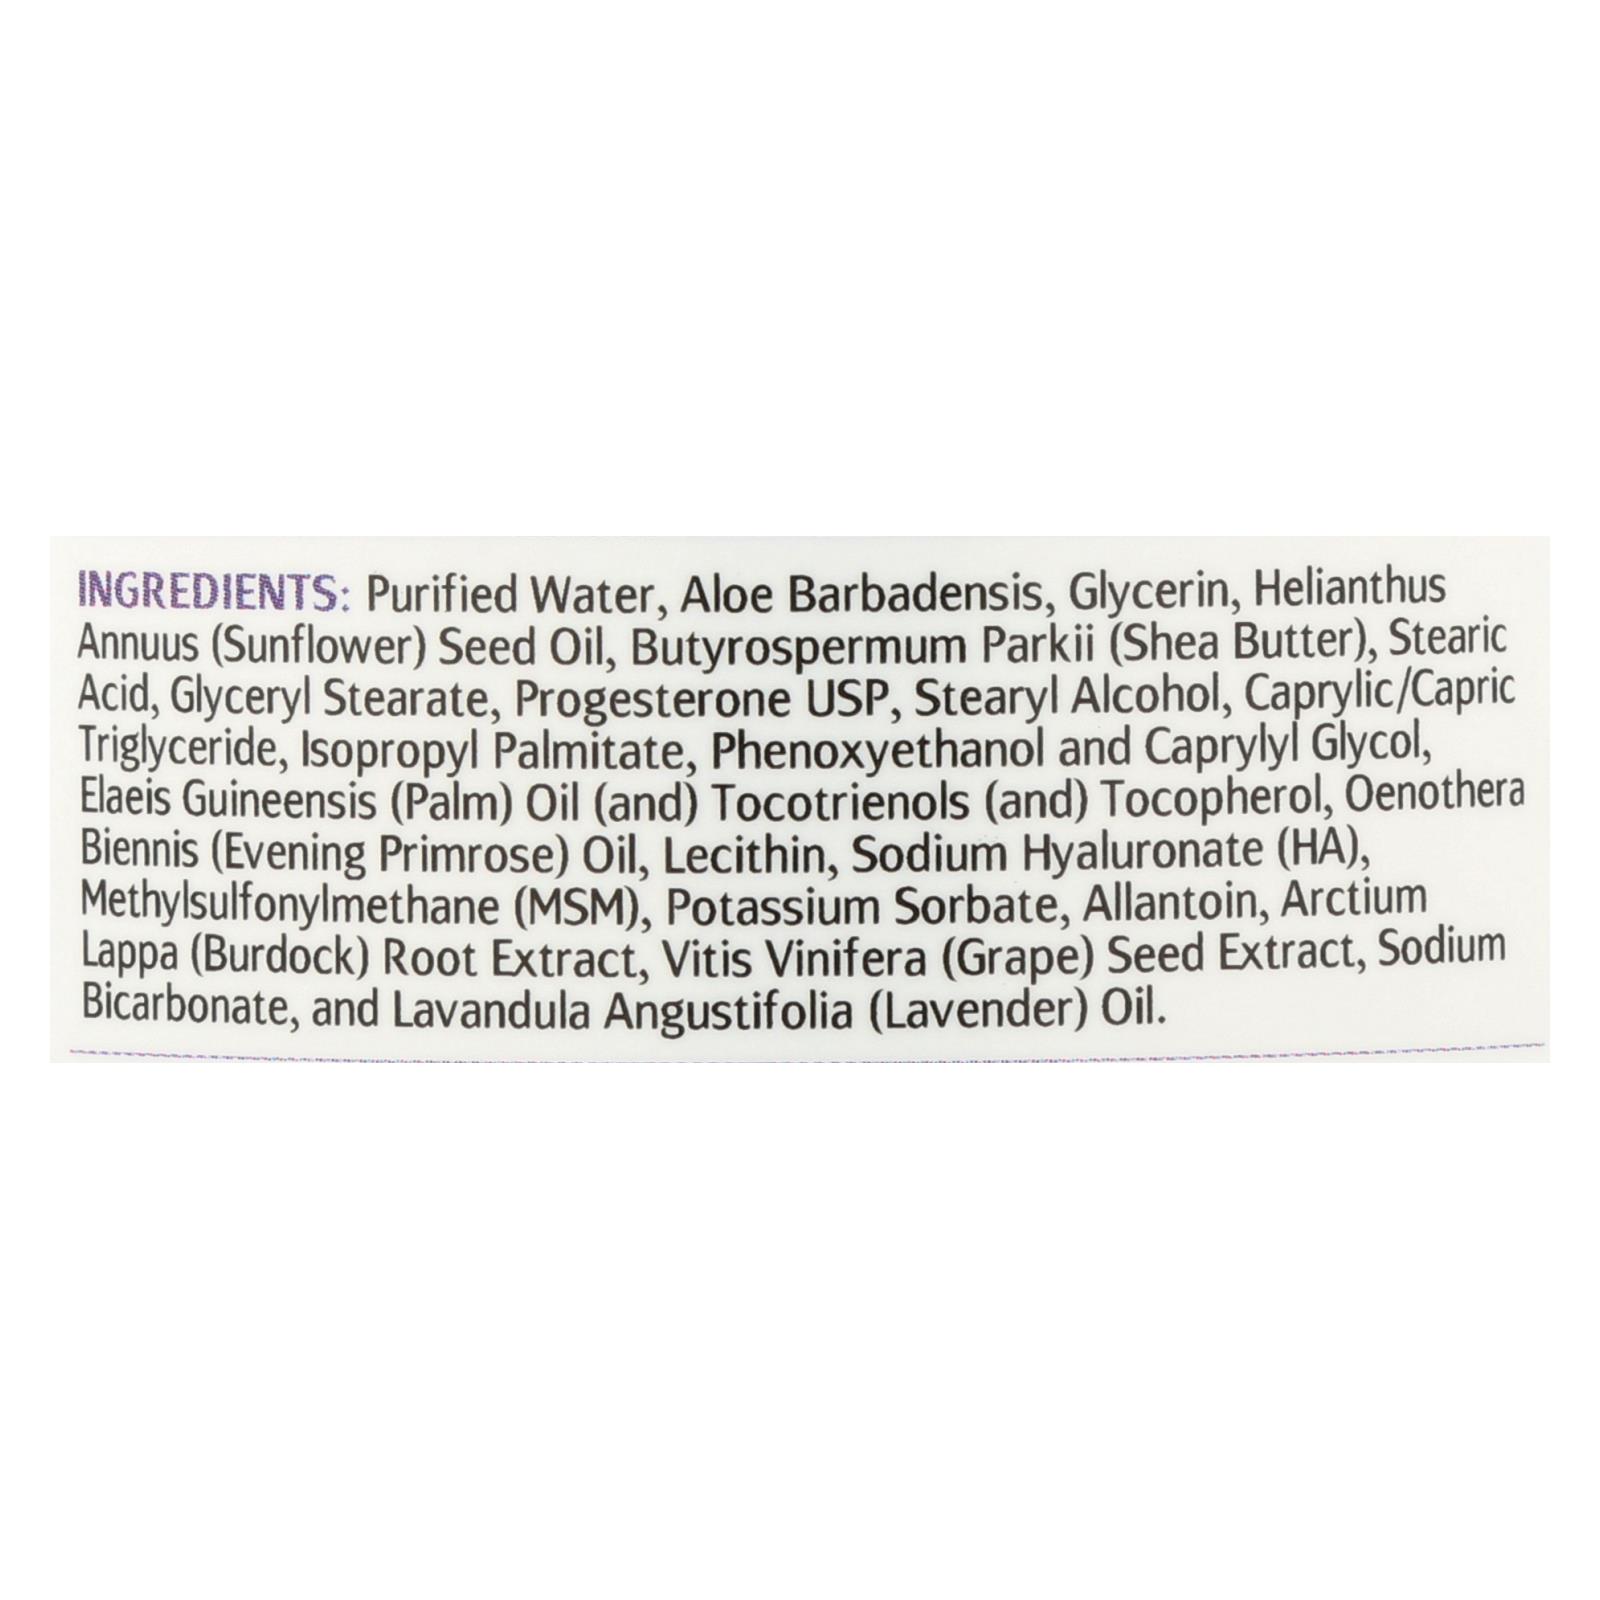 INGREDIENTS: Purified Water, Aloe Barbadensis, Glycerin, Helianthus
Annuus (Sunflower) Seed Oil, Butyrospermum Parkii (Shea Butter), Stearic
Acid, Glyceryl Stearate, Progesterone USP, Stearyl Alcohol, Caprylic/Capric
Triglyceride, Isopropyl Palmitate, Phenoxyethanol and Caprylyl Glycol,
Elaeis Guineensis (Palm) Oil (and) Tocotrienols (and) Tocopherol, Oenothera
Biennis (Evening Primrose) Oil, Lecithin, Sodium Hyaluronate (HA),
Methylsulfonylmethane (MSM), Potassium Sorbate, Allantoin, Arctium
Lappa (Burdock) Root Extract, Vitis Vinifera (Grape) Seed Extract, Sodium
Bicarbonate, and Lavandula Angustifolia (Lavender) Oil.